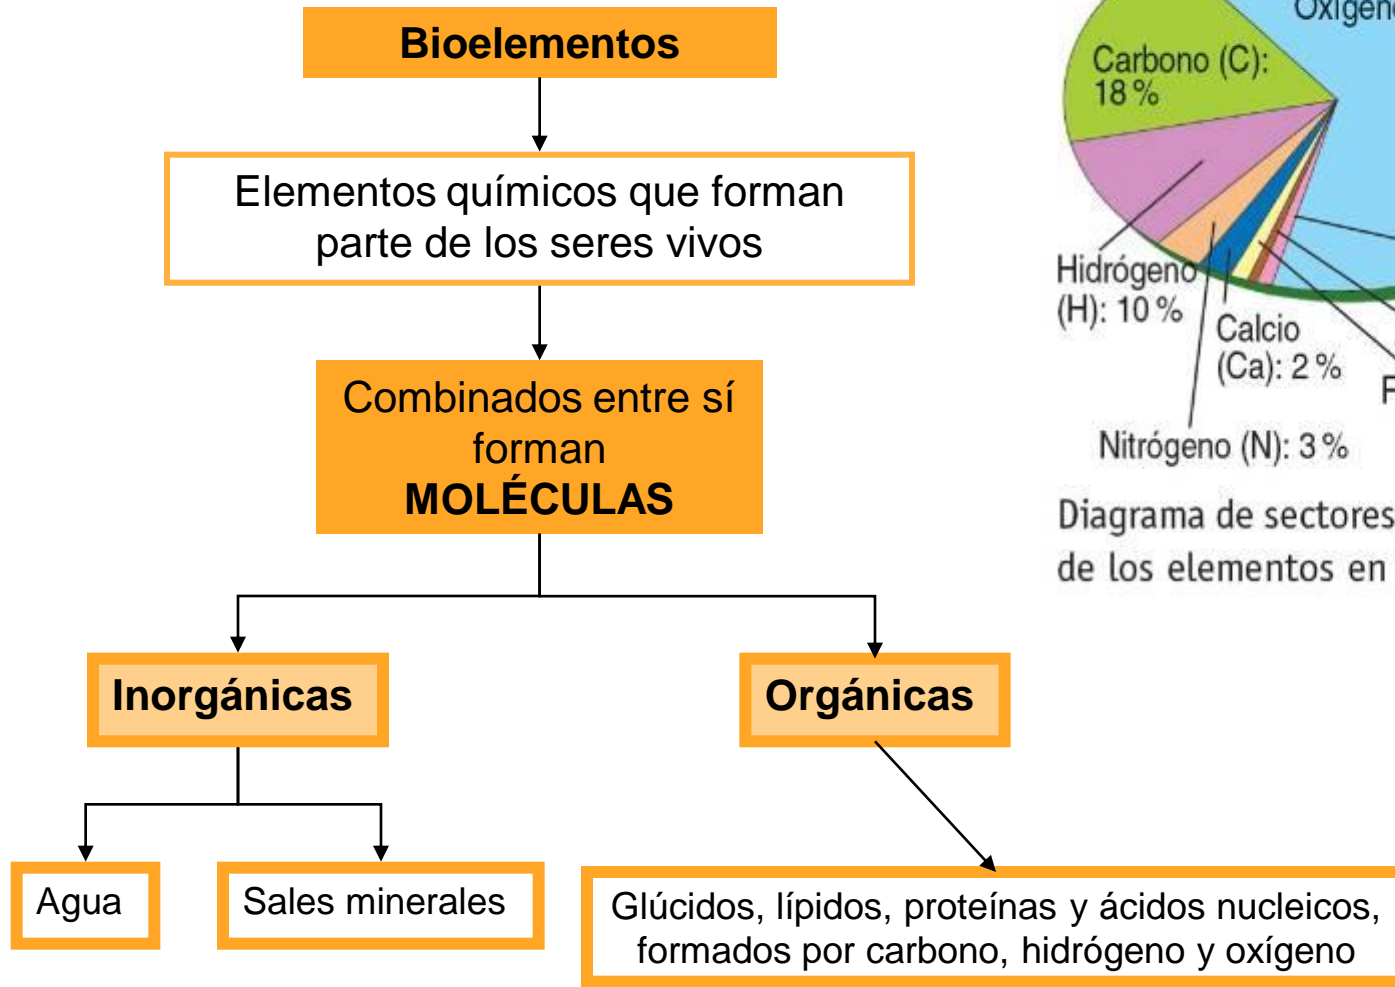 Bioelementos
Elementos químicos que forman
parte de los seres vivos
Combinados entre sí
forman
MOLÉCULAS
Inorgánicas
Orgánicas
Agua
Sales minerales
Glúcidos, lípidos, proteínas y ácidos nucleicos,
formados por carbono, hidrógeno y oxígeno
Carbono (C):
18 %
Hidrógeno
(H): 10 %
Calcio
(Ca): 2 %
Nitrógeno (N): 3 %
Diagrama de sectores
de los elementos en